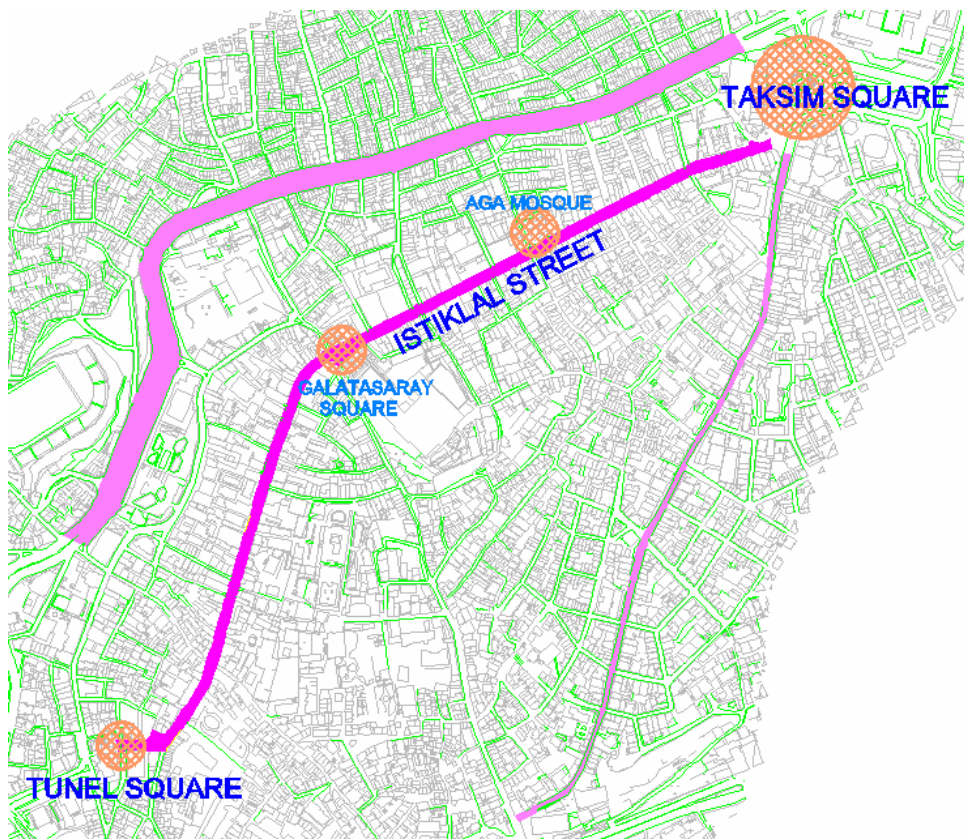 TAKSIM SQUARE
AGA MOSQUE
ISTIKLAL STREET
GALATASARAY
SQUARE
TUNEL SQUARE